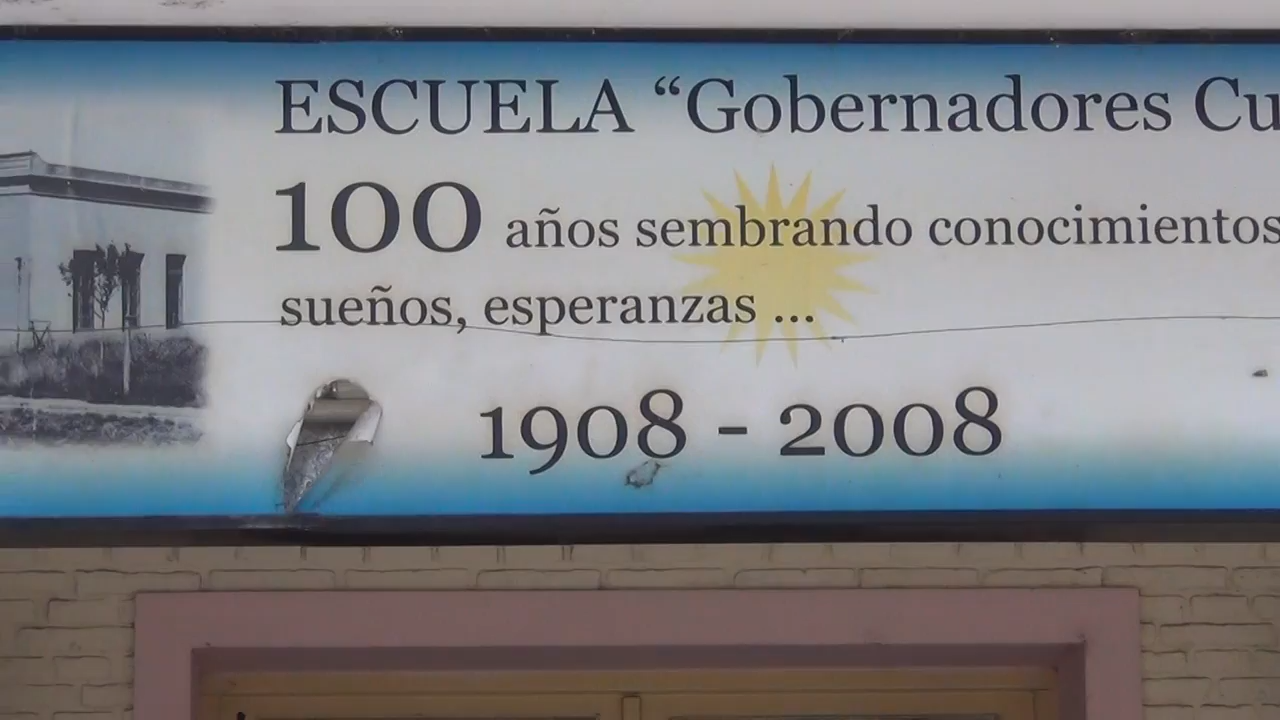 ESCUELA “Gobernadores
100 años sembrando conocimientos
sueños, esperanzas ...
1908 - 2008